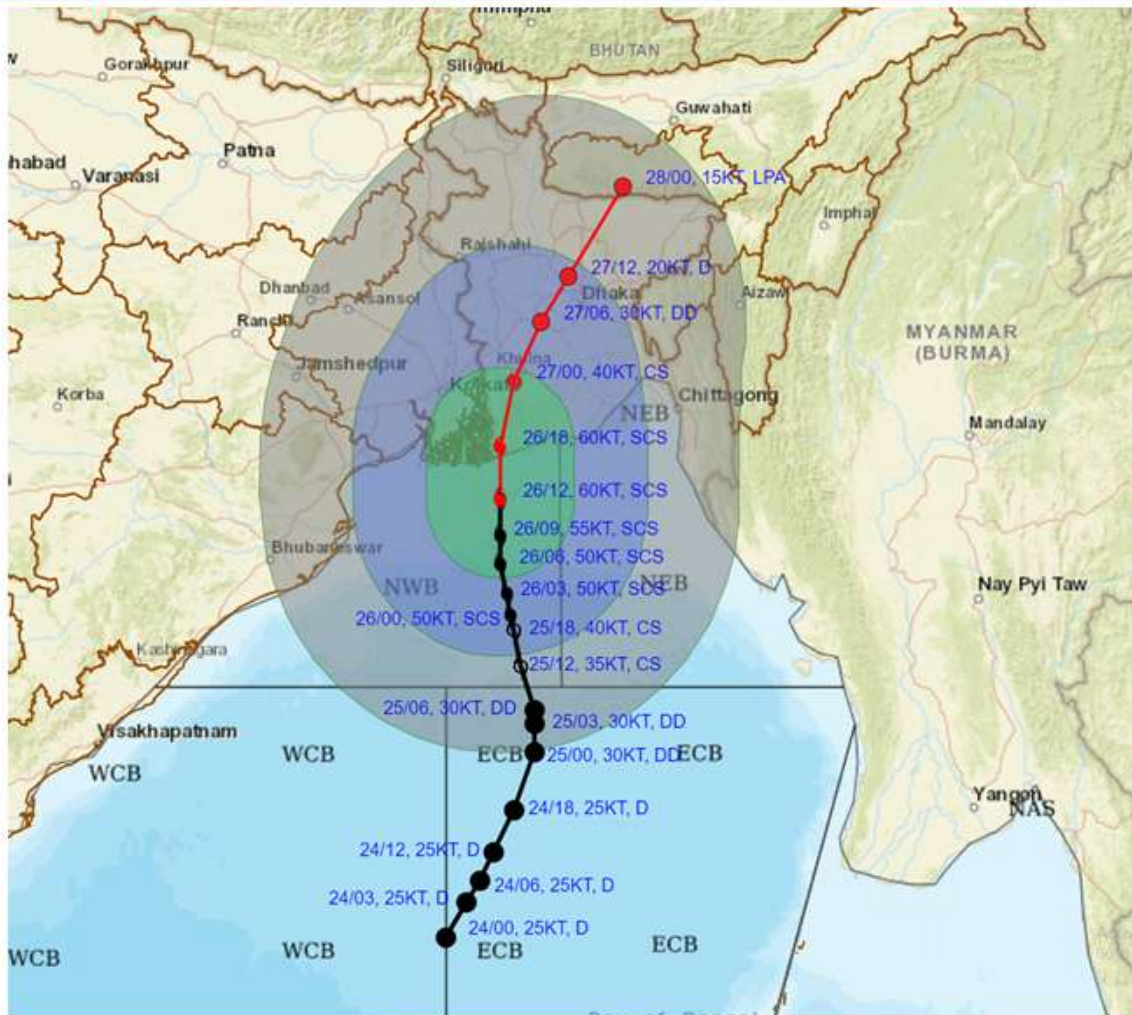 BHUTAN
Gorakhpur
Siliguri
Guwahati
Patna
Varanasi
28/00, 15KT, LPA
Imphal
Rajshahi
27/12, 20KT, D
Dhanbad
Dhaka
Aizaw
Asansol
27/06, 30KT, DD
Ranchi
MYANMAR
(BURMA)
Khulna
Jamshedpur
27/00, 40KT, CS
Kolkata
Korba
Chittagong
NEB
Mandalay
26/18, 60KT, SCS
26/12, 60KT, SCS
26/09, 55KT, SCS
Bhubaneswar
26/06, 50KT, SCS
NWB
NEB
Nay Pyi Taw
26/03, 50KT, SCS
26/00, 50KT, SCS
25/18, 40KT, CS
25/12, 35KT, CS
25/06, 30KT, DD
25/03, 30KT, DD
Visakhapatnam
WCB
ECB
25/00, 30KT, DD
ECB
WCB
Yangon
NAS
24/18, 25KT, D
24/12, 25KT, D
24/06, 25KT, D
24/03, 25KT, D
24/00, 25KT, D
WCB
WCB
ECB
ECB